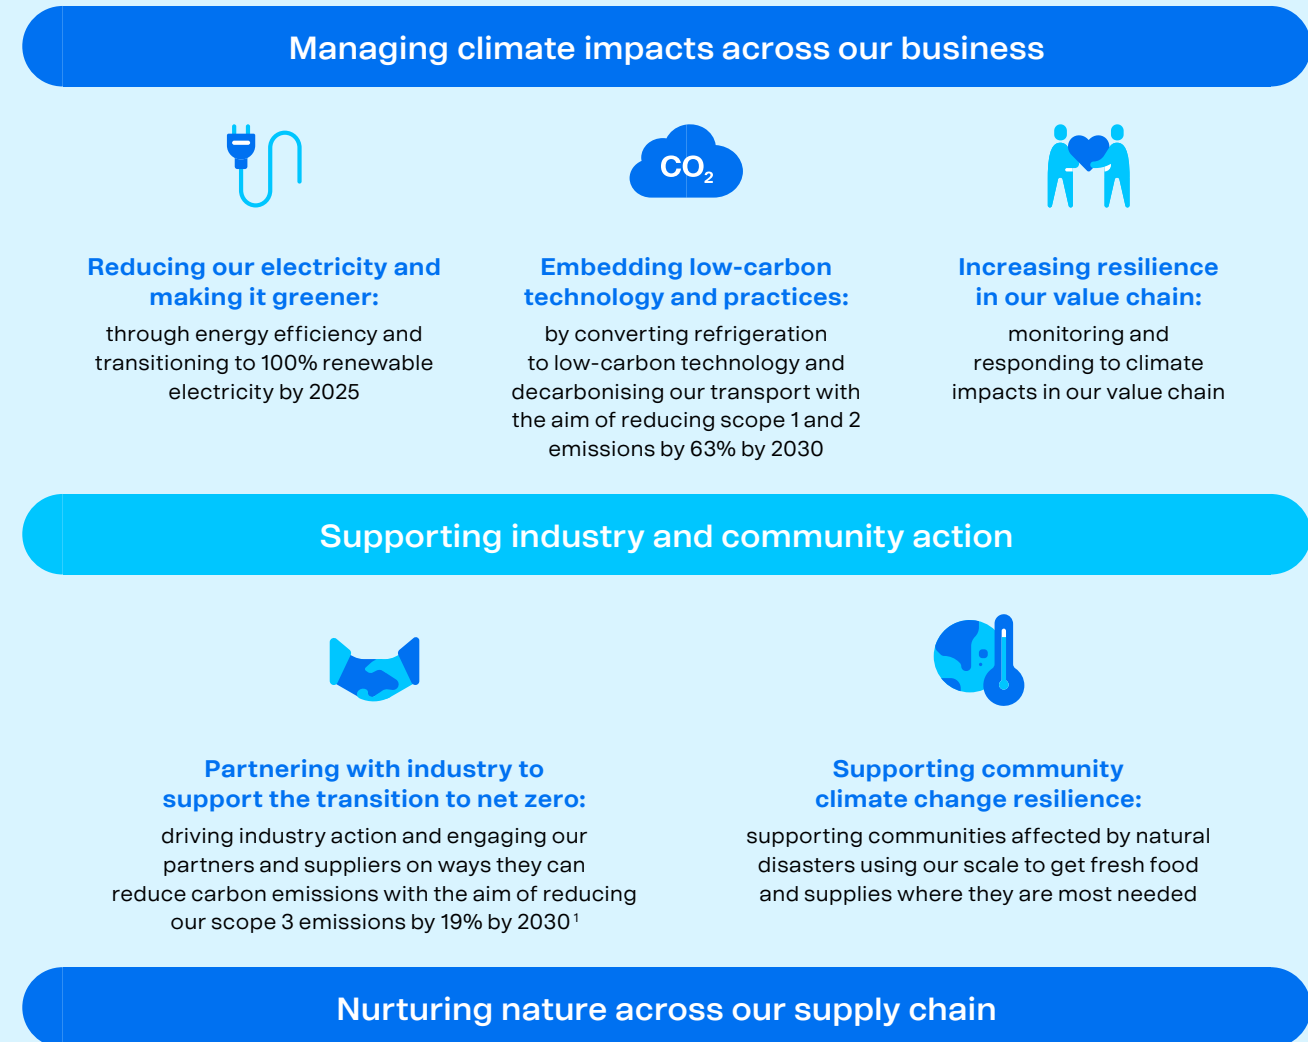 Managing climate impacts across our business
CO₂
Reducing our electricity and
making it greener:
through energy efficiency and
transitioning to 100% renewable
electricity by 2025
Embedding low-carbon
technology and practices:
by converting refrigeration
to low-carbon technology and
decarbonising our transport with
the aim of reducing scope 1 and 2
emissions by 63% by 2030
Increasing resilience
in our value chain:
monitoring and
responding to climate
impacts in our value chain
Supporting industry and community action
Partnering with industry to
support the transition to net zero:
driving industry action and engaging our
partners and suppliers on ways they can
reduce carbon emissions with the aim of reducing
our scope 3 emissions by 19% by 2030¹
Supporting community
climate change resilience:
supporting communities affected by natural
disasters using our scale to get fresh food
and supplies where they are most needed
Nurturing nature across our supply chain